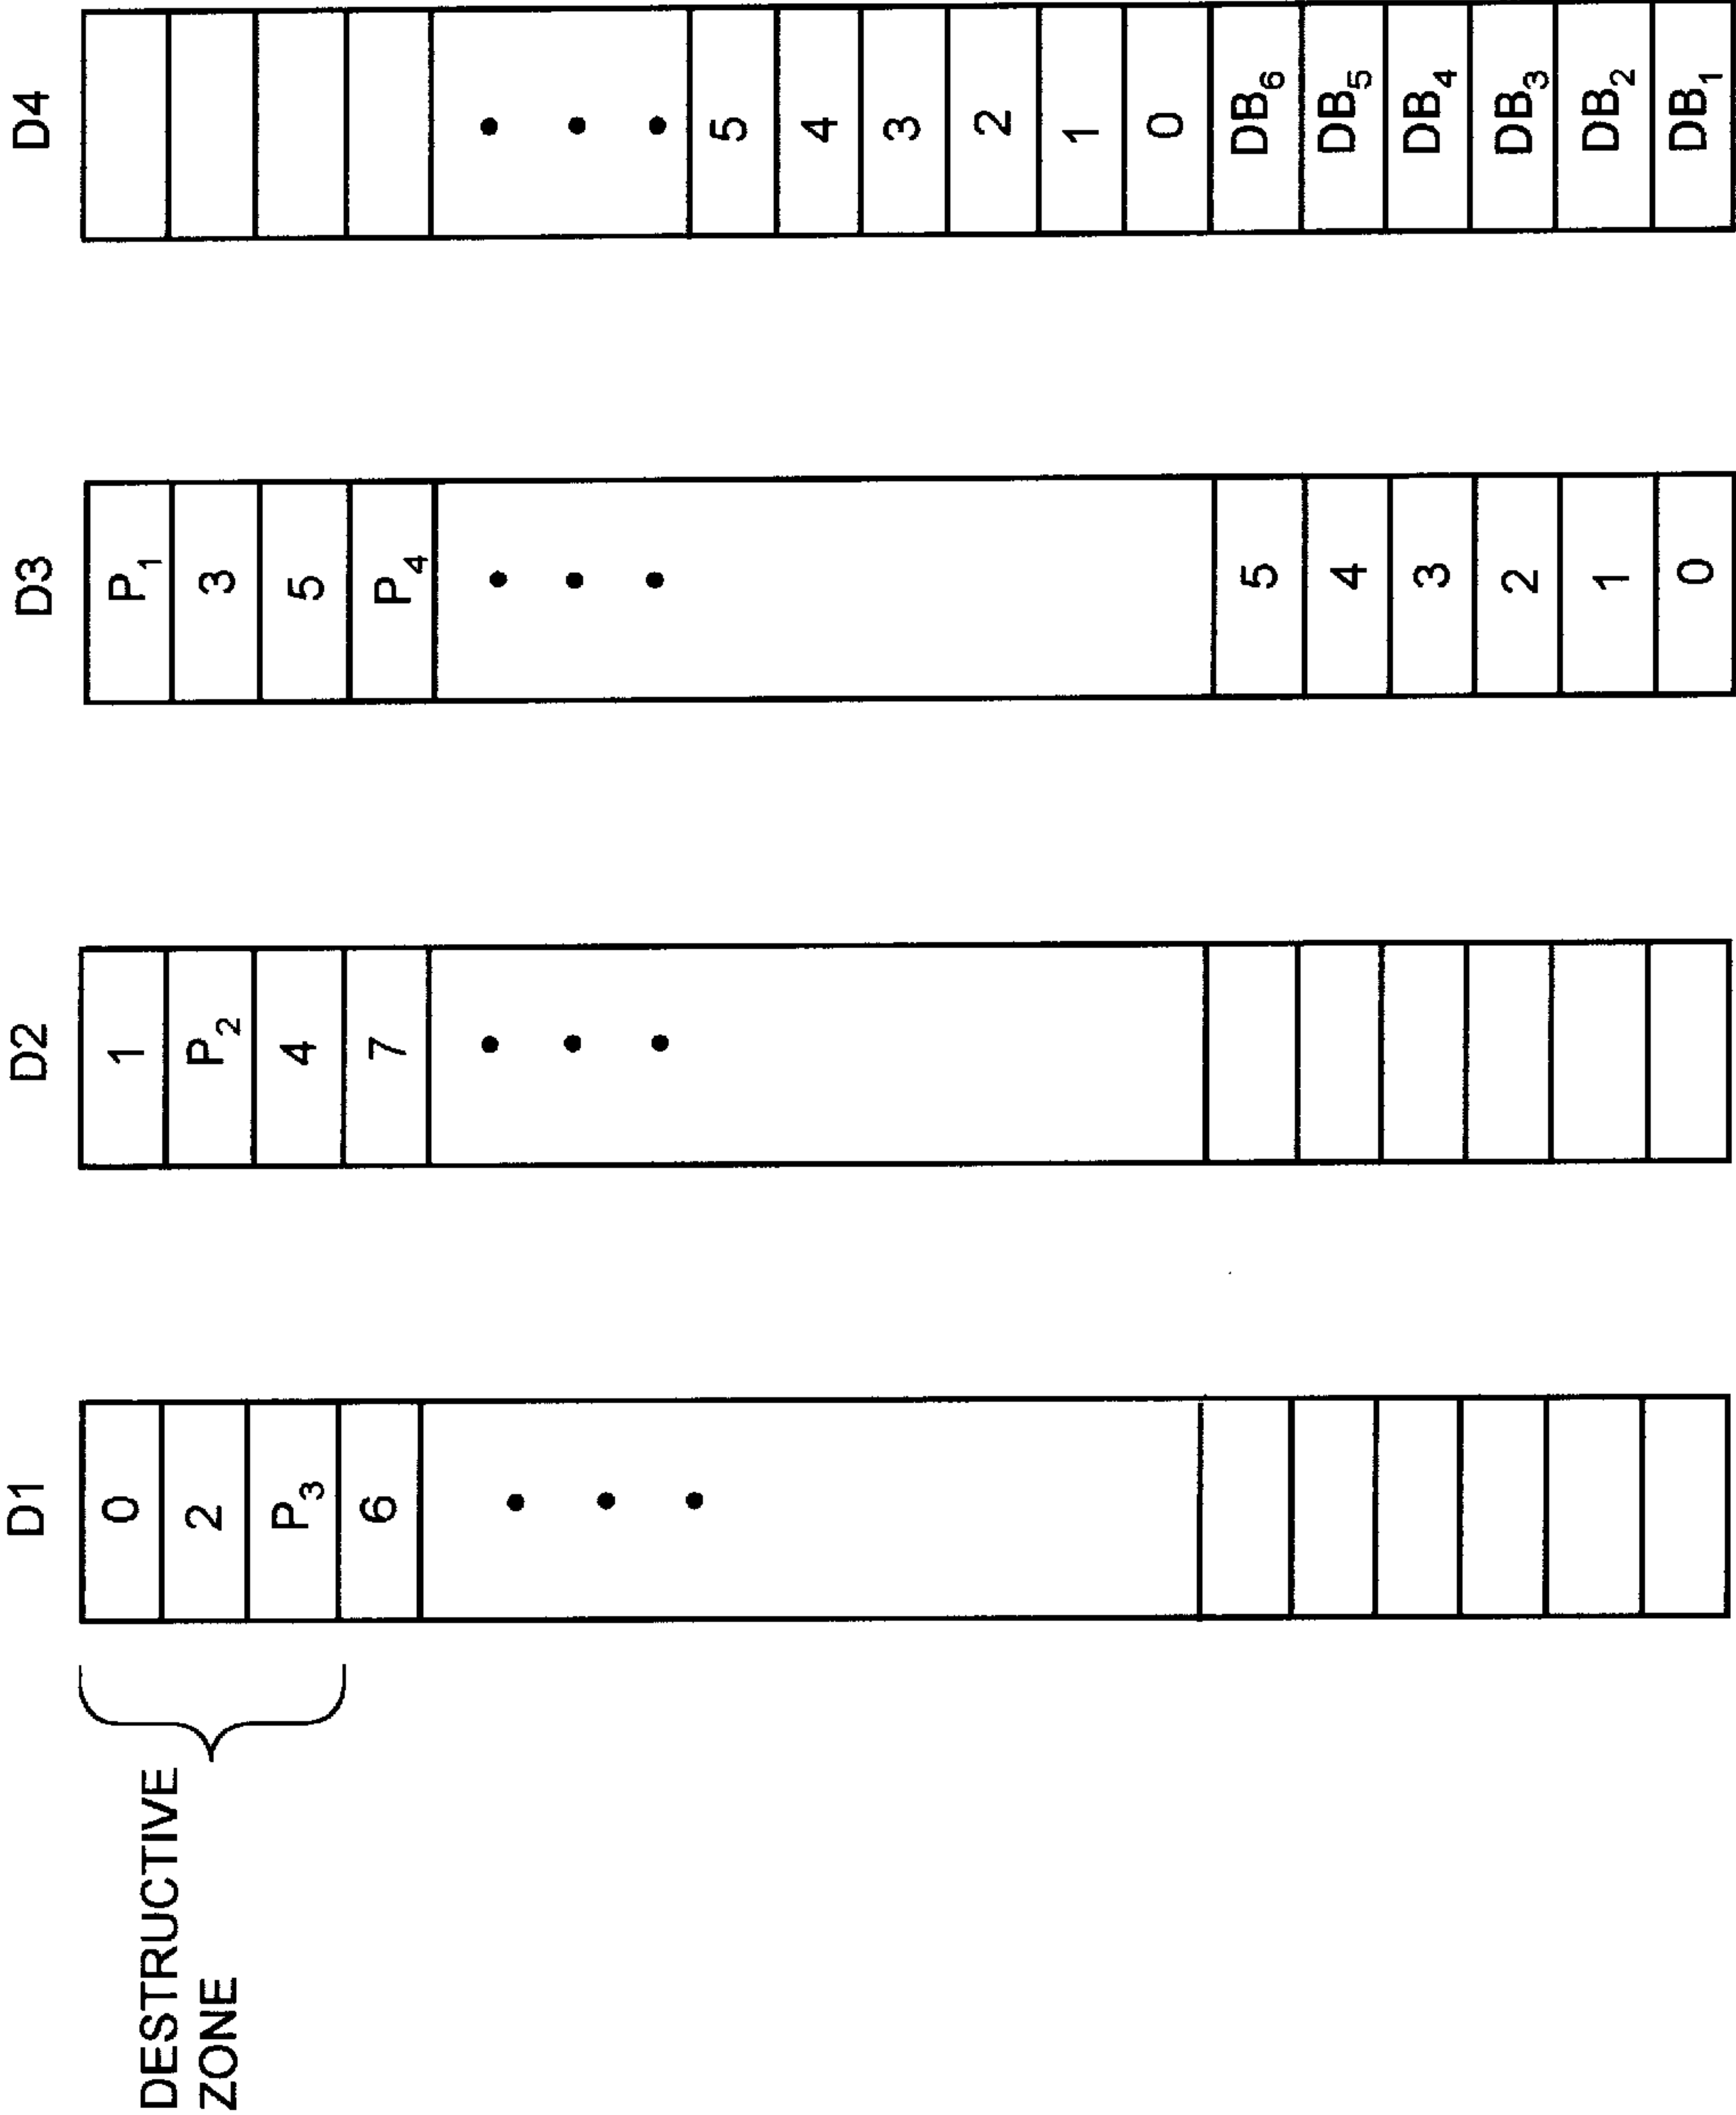 D1 D2 D3 D4
DESTRUCTIVE
ZONE
0 1 P₁
2 P₂ 3
P₃ 4 5
6 7 P₄
5
4
3
2
1
0
5 DB₆
4 DB₅
3 DB₄
2 DB₃
1 DB₂
0 DB₁